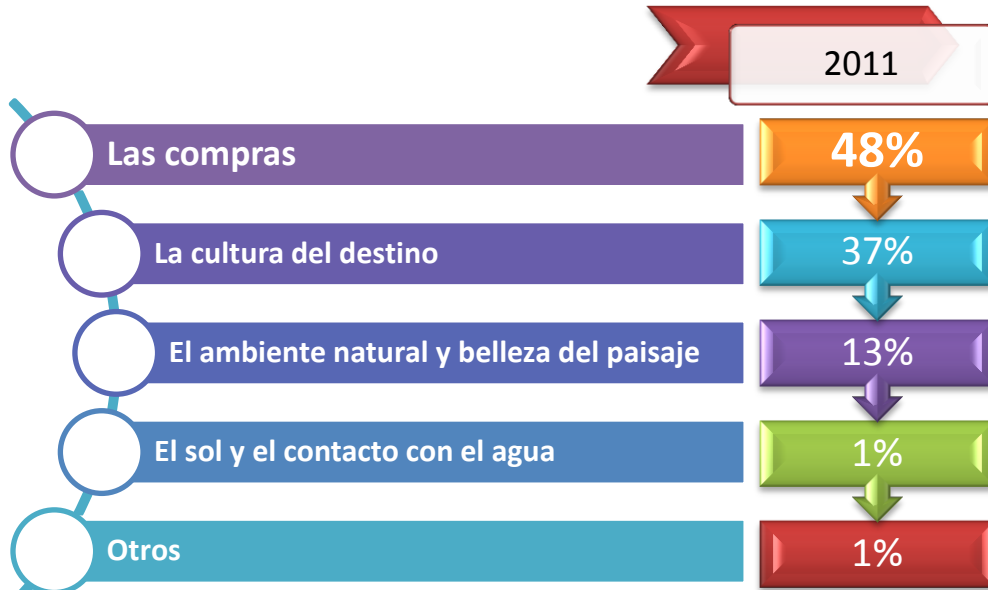 2011
Las compras
48%
La cultura del destino
37%
El ambiente natural y belleza del paisaje
13%
El sol y el contacto con el agua
1%
Otros
1%